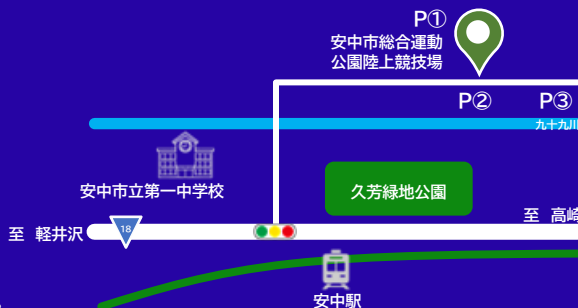 P①
安中市総合運動
公園陸上競技場
P②
P③
九十九川
安中市立第一中学校
久芳緑地公園
至 高崎
至 軽井沢
18
安中駅